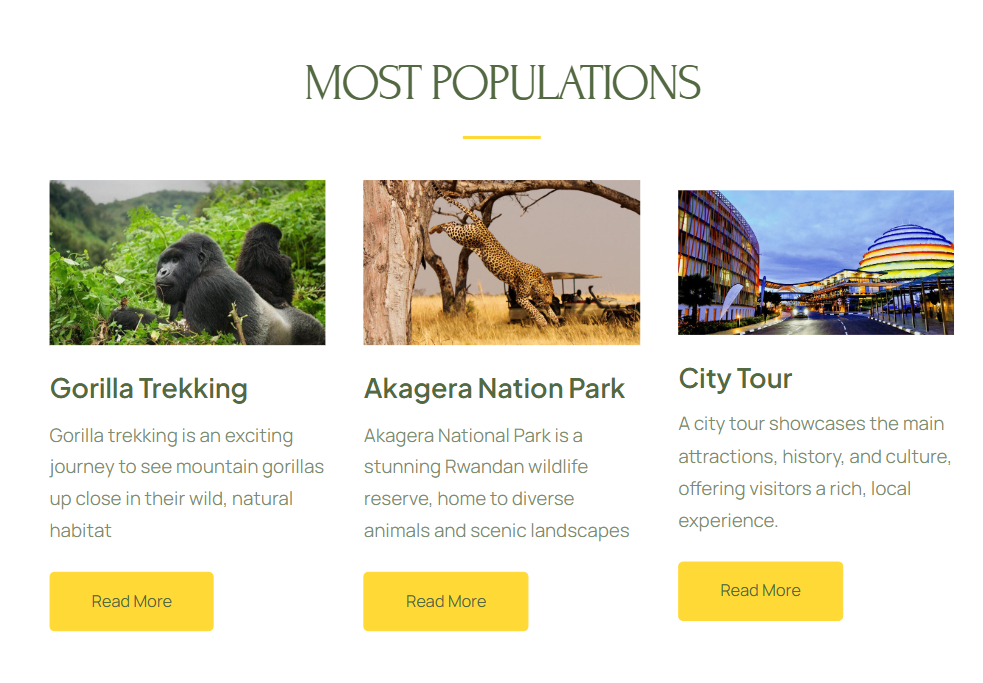 MOST POPULATIONS
Gorilla Trekking
Gorilla trekking is an exciting
journey to see mountain gorillas
up close in their wild, natural
habitat
Read More
Akagera Nation Park
Akagera National Park is a
stunning Rwandan wildlife
reserve, home to diverse
animals and scenic landscapes
Read More
City Tour
A city tour showcases the main
attractions, history, and culture,
offering visitors a rich, local
experience.
Read More